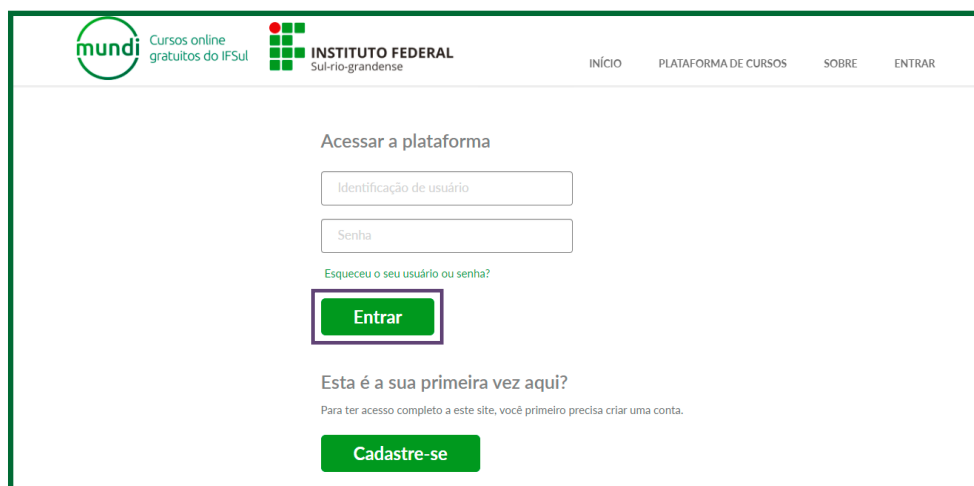 mundi
Cursos online
gratuitos do IFSul
INSTITUTO FEDERAL
Sul-rio-grandense
INÍCIO PLATAFORMA DE CURSOS SOBRE ENTRAR
Acessar a plataforma
Identificação de usuário
Senha
Esqueceu o seu usuário ou senha?
Entrar
Esta é a sua primeira vez aqui?
Para ter acesso completo a este site, você primeiro precisa criar uma conta.
Cadastre-se